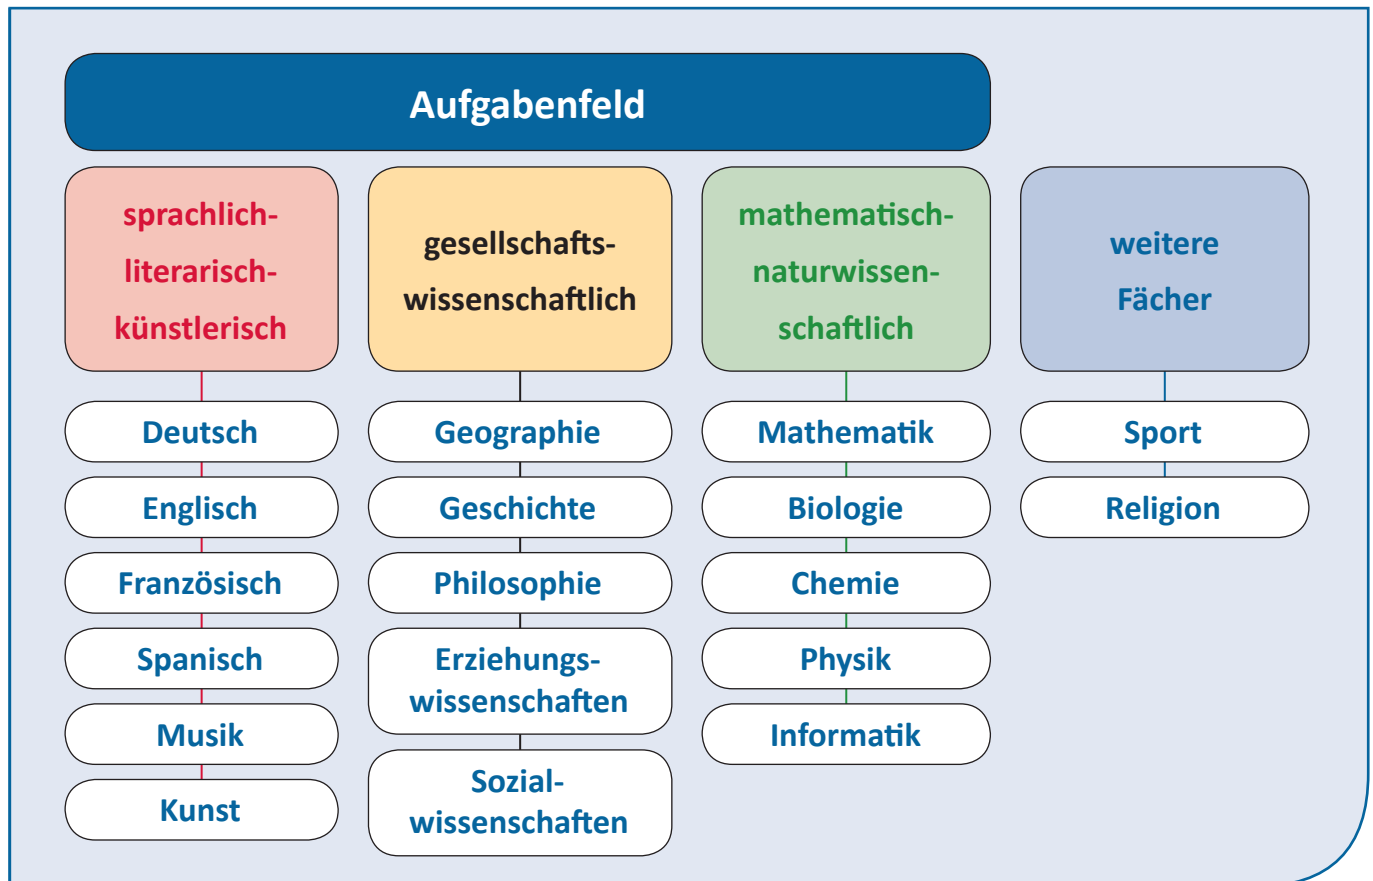 Aufgabenfeld
sprachlich-
literarisch-
künstlerisch
gesellschafts-
wissenschaftlich
mathematisch-
naturwissen-
schaftlich
weitere
Fächer
Deutsch
Englisch
Französisch
Spanisch
Musik
Kunst
Geographie
Geschichte
Philosophie
Erziehungs-
wissenschaften
Sozial-
wissenschaften
Mathematik
Biologie
Chemie
Physik
Informatik
Sport
Religion